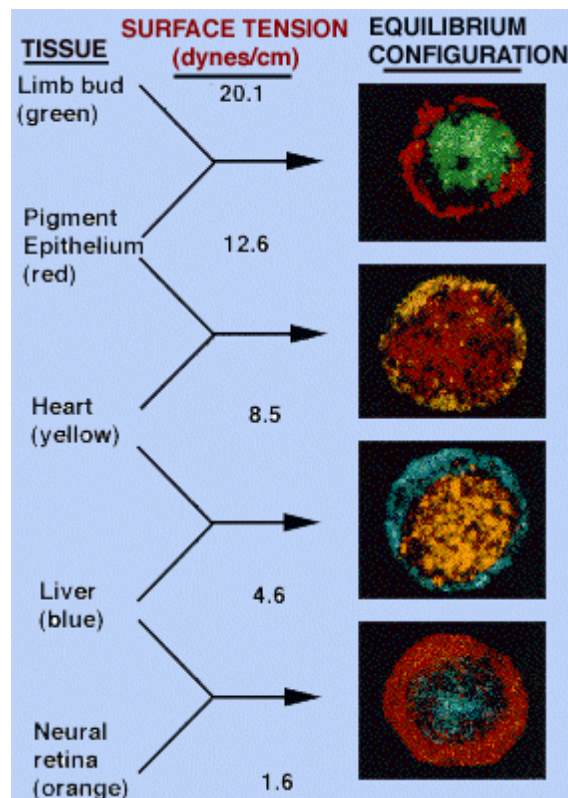 TISSUE
SURFACE TENSION
(dynes/cm)
EQUILIBRIUM
CONFIGURATION
Limb bud
(green)
20.1
Pigment
Epithelium
(red)
12.6
Heart
(yellow)
8.5
Liver
(blue)
4.6
Neural
retina
(orange)
1.6